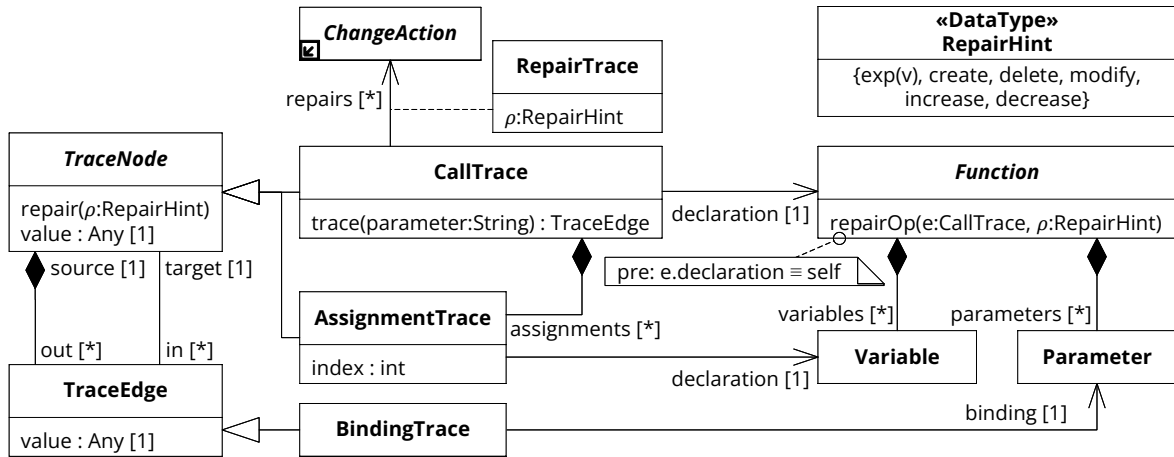 ChangeAction
repairs [*]
RepairTrace
ρ:RepairHint
«DataType»
RepairHint
{exp(v), create, delete, modify,
increase, decrease}
TraceNode
repair(ρ:RepairHint)
value : Any [1]
CallTrace
trace(parameter:String) : TraceEdge
declaration [1]
Function
repairOp(e:CallTrace, ρ:RepairHint)
pre: e.declaration ≡ self
source [1]
target [1]
out [*]
in [*]
AssignmentTrace
index : int
assignments [*]
declaration [1]
variables [*]
parameters [*]
Variable
Parameter
TraceEdge
value : Any [1]
BindingTrace
binding [1]